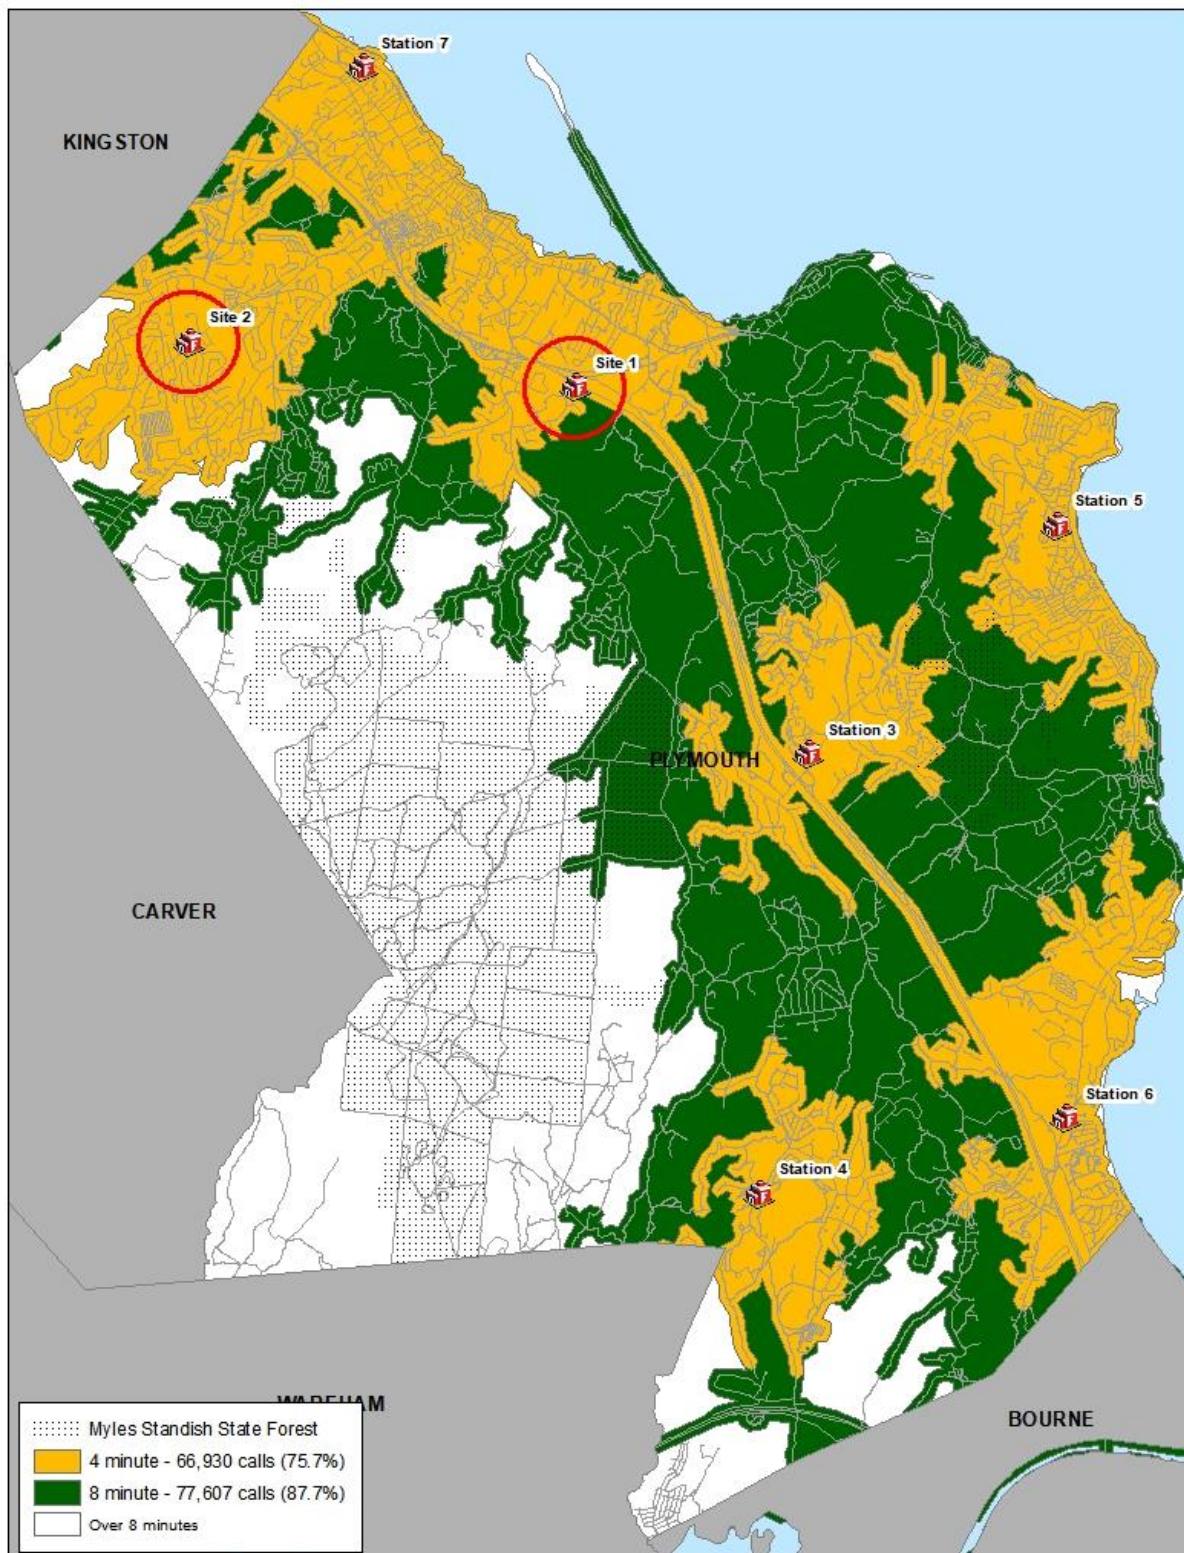 Station 7
KINGSTON
Site 2
Site 1
Station 5
Station 3
PLYMOUTH
CARVER
Station 6
Station 4
WAREHAM
BOURNE
Myles Standish State Forest
4 minute - 66,930 calls (75.7%)
8 minute - 77,607 calls (87.7%)
Over 8 minutes